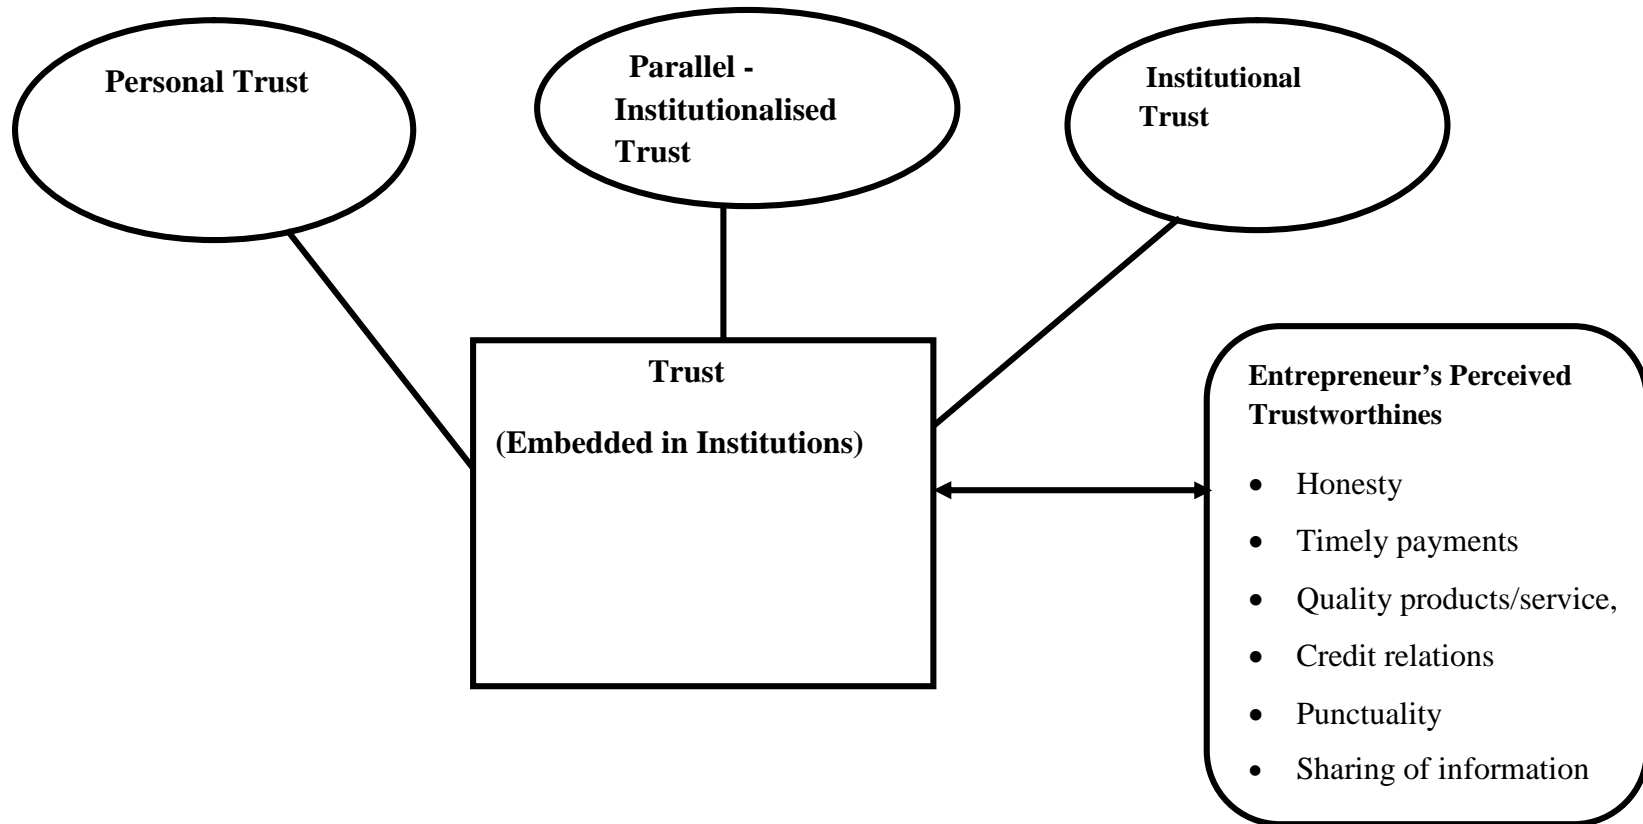 Personal Trust
Parallel -
Institutionalised
Trust
Institutional
Trust
Trust
(Embedded in Institutions)
Entrepreneur’s Perceived
Trustworthines
• Honesty
• Timely payments
• Quality products/service,
• Credit relations
• Punctuality
• Sharing of information